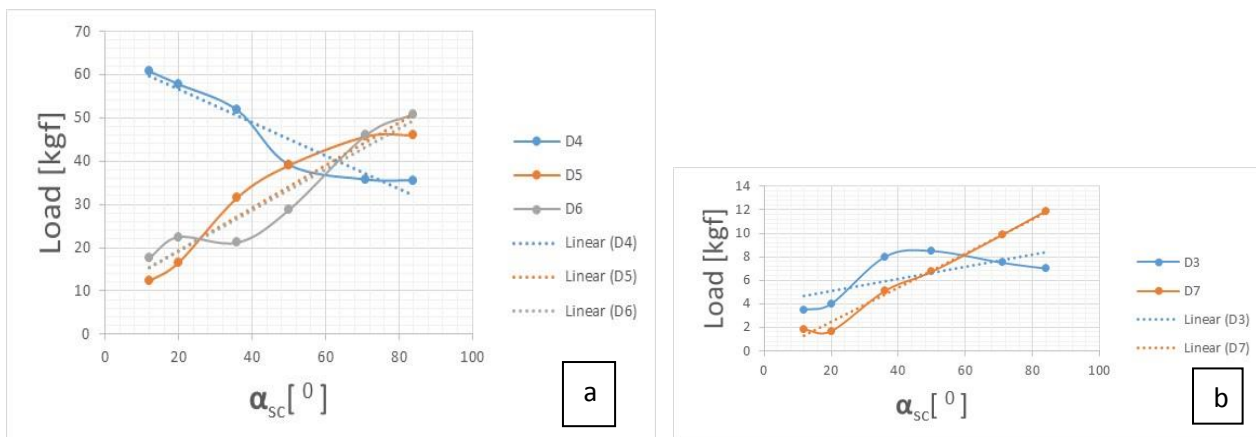 70
60
50
40
30
20
10
0
0 20 40 60 80 100
Load [kgf]
αsc[ 0 ]
D4
D5
D6
Linear (D4)
Linear (D5)
Linear (D6)
a
14
12
10
8
6
4
2
0
0 20 40 60 80 100
Load [kgf]
αsc[ 0 ]
D3
D7
Linear (D3)
Linear (D7)
b